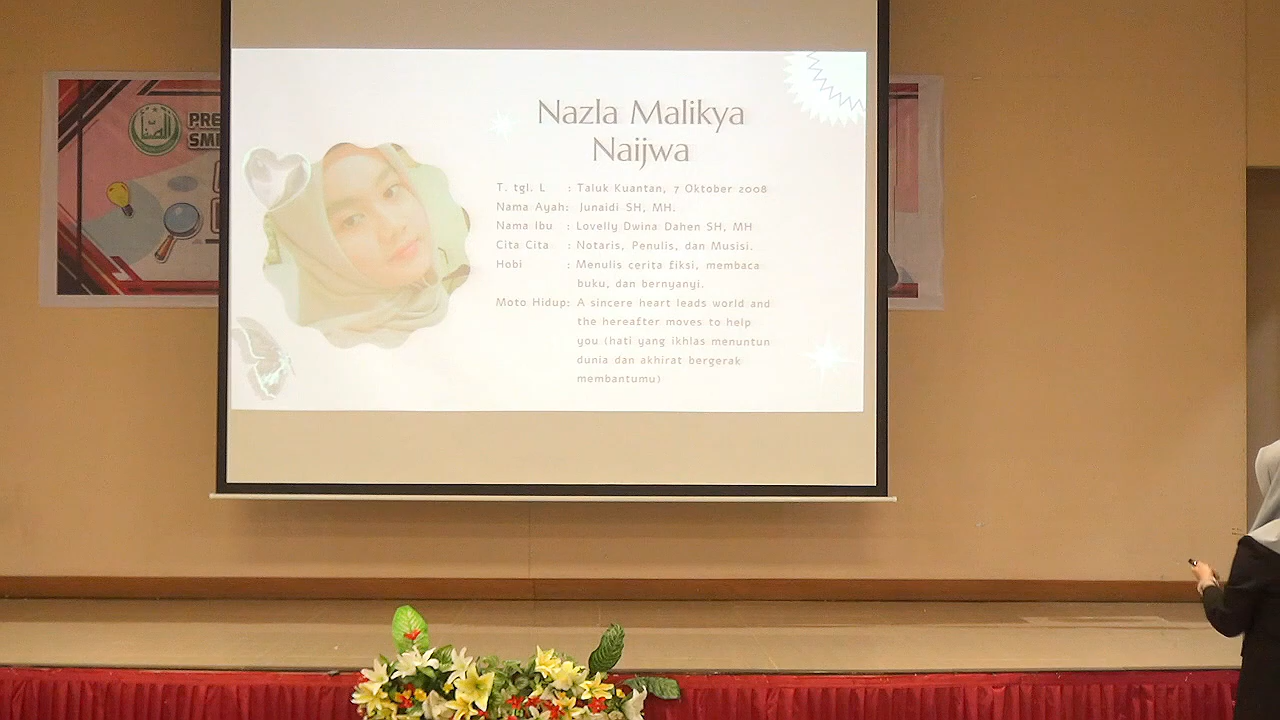 Nazla Malikya
Naijwa
T. tgl. L : Taluk Kuantan, 7 Oktober 2008
Nama Ayah: Junaidi SH, MH.
Nama Ibu : Lovelly Dwina Dahen SH, MH
Cita Cita : Notaris, Penulis, dan Musisi.
Hobi : Menulis cerita fiksi, membaca
buku, dan bernyanyi.
Moto Hidup: A sincere heart leads world and
the hereafter moves to help
you (hati yang ikhlas menuntun
dunia dan akhirat bergerak
membantumu)
PRE